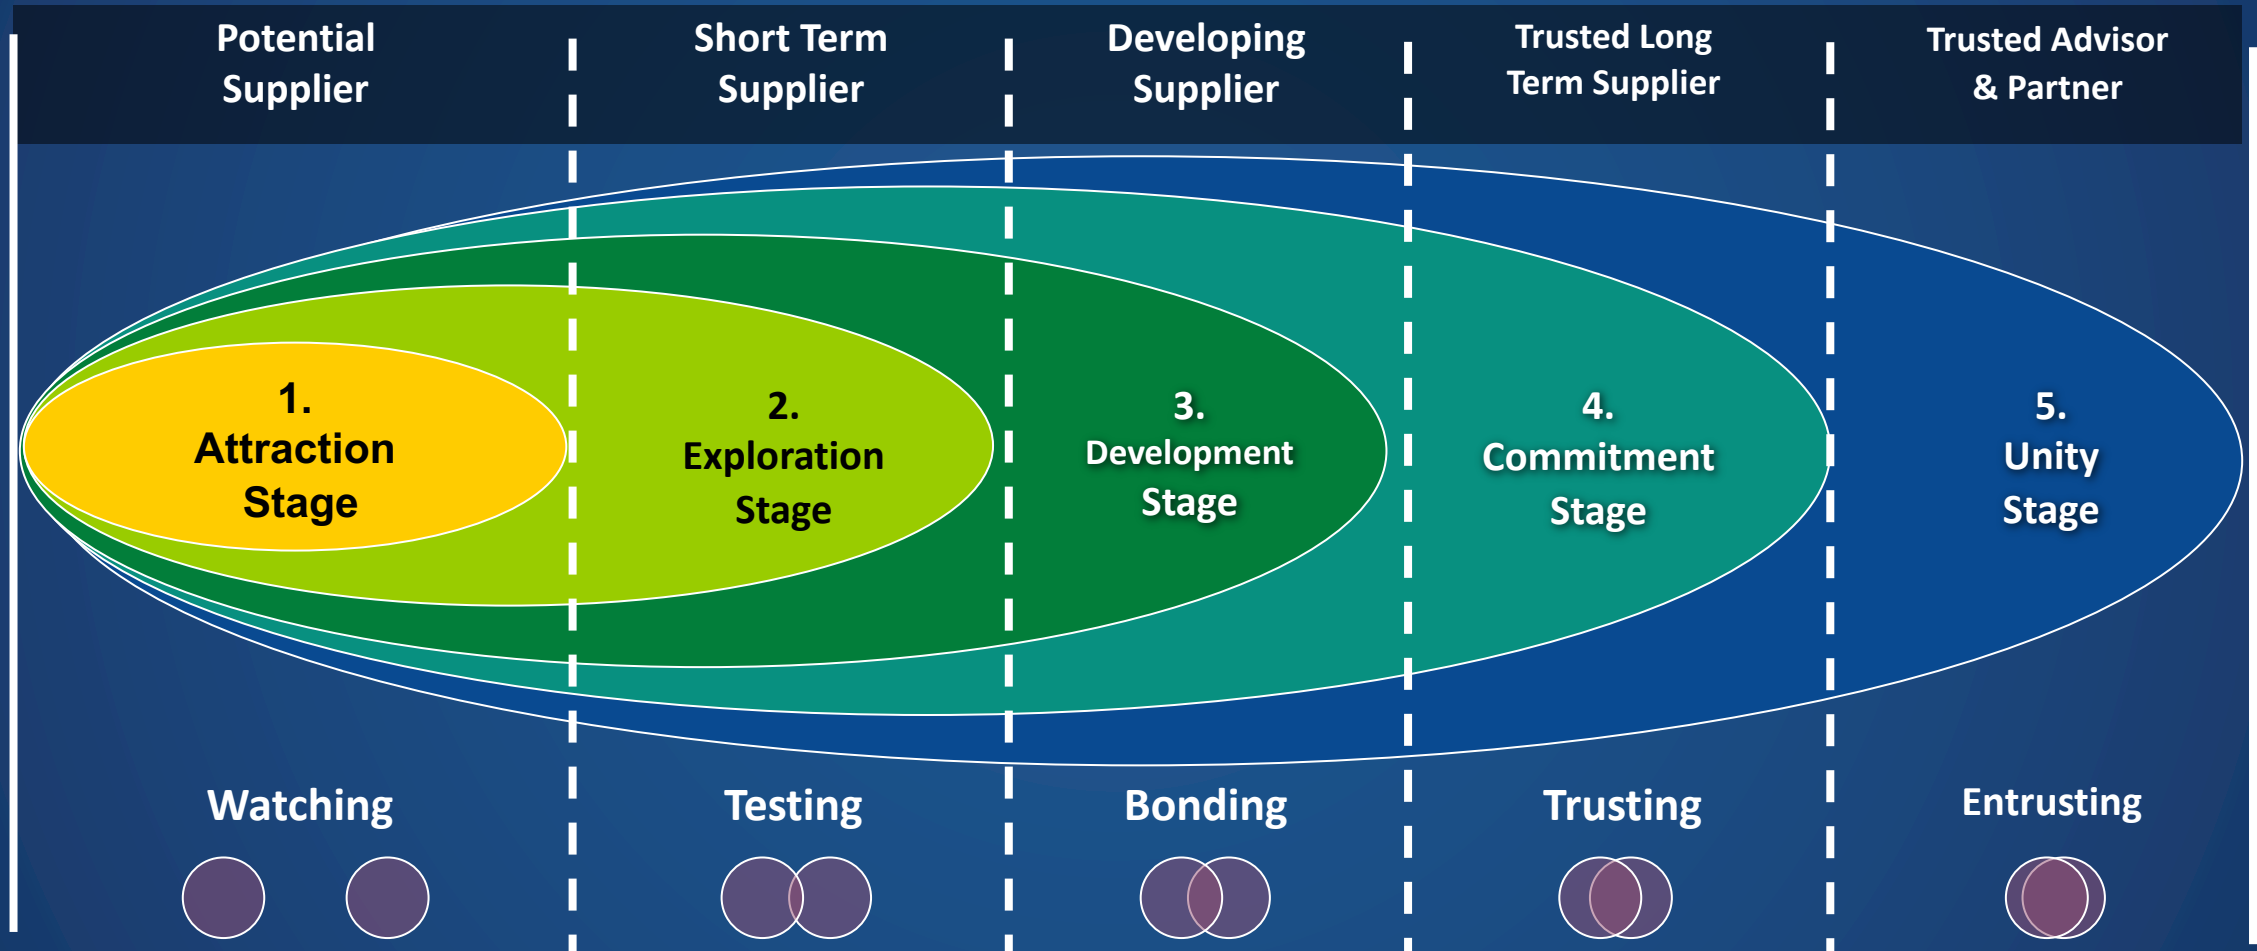 Potential
Supplier
Short Term
Supplier
Developing
Supplier
Trusted Long
Term Supplier
Trusted Advisor
& Partner
1.
Attraction
Stage
2.
Exploration
Stage
3.
Development
Stage
4.
Commitment
Stage
5.
Unity
Stage
Watching
Testing
Bonding
Trusting
Entrusting